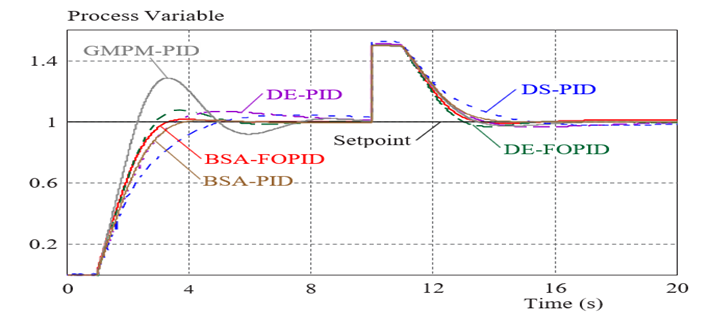 Process Variable
GMPM-PID
1.4
DE-PID
DS-PID
1
Setpoint
DE-FOPID
BSA-FOPID
BSA-PID
0.6
0.2
0 4 8 12 16 20
Time (s)